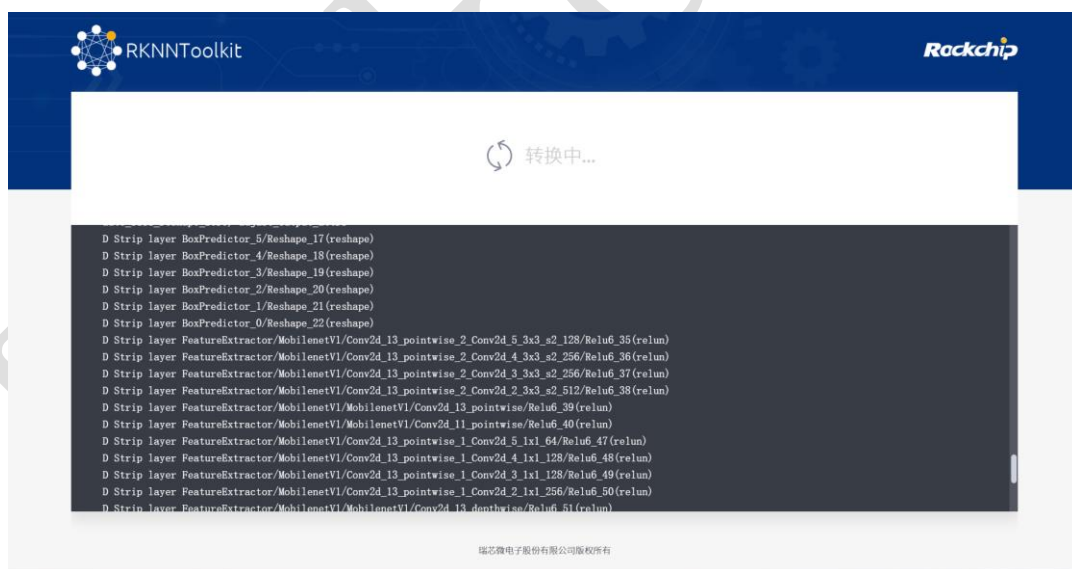 RKNNToolkit
Rockchip
转换中...
D Strip layer BoxPredictor_5/Reshape_17(reshape)
D Strip layer BoxPredictor_4/Reshape_18(reshape)
D Strip layer BoxPredictor_3/Reshape_19(reshape)
D Strip layer BoxPredictor_2/Reshape_20(reshape)
D Strip layer BoxPredictor_1/Reshape_21(reshape)
D Strip layer BoxPredictor_0/Reshape_22(reshape)
D Strip layer FeatureExtractor/MobilenetV1/Conv2d_13_pointwise_2_Conv2d_5_3x3_s2_128/Relu6_35(relun)
D Strip layer FeatureExtractor/MobilenetV1/Conv2d_13_pointwise_2_Conv2d_4_3x3_s2_256/Relu6_36(relun)
D Strip layer FeatureExtractor/MobilenetV1/Conv2d_13_pointwise_2_Conv2d_3_3x3_s2_256/Relu6_37(relun)
D Strip layer FeatureExtractor/MobilenetV1/Conv2d_13_pointwise_2_Conv2d_2_3x3_s2_512/Relu6_38(relun)
D Strip layer FeatureExtractor/MobilenetV1/MobilenetV1/Conv2d_13_pointwise/Relu6_39(relun)
D Strip layer FeatureExtractor/MobilenetV1/MobilenetV1/Conv2d_11_pointwise/Relu6_40(relun)
D Strip layer FeatureExtractor/MobilenetV1/Conv2d_13_pointwise_1_Conv2d_5_1x1_64/Relu6_47(relun)
D Strip layer FeatureExtractor/MobilenetV1/Conv2d_13_pointwise_1_Conv2d_4_1x1_128/Relu6_48(relun)
D Strip layer FeatureExtractor/MobilenetV1/Conv2d_13_pointwise_1_Conv2d_3_1x1_128/Relu6_49(relun)
D Strip layer FeatureExtractor/MobilenetV1/Conv2d_13_pointwise_1_Conv2d_2_1x1_256/Relu6_50(relun)
D Strip layer FeatureExtractor/MobilenetV1/MobilenetV1/Conv2d_13_depthwise/Relu6_51(relun)
瑞芯微电子股份有限公司版权所有